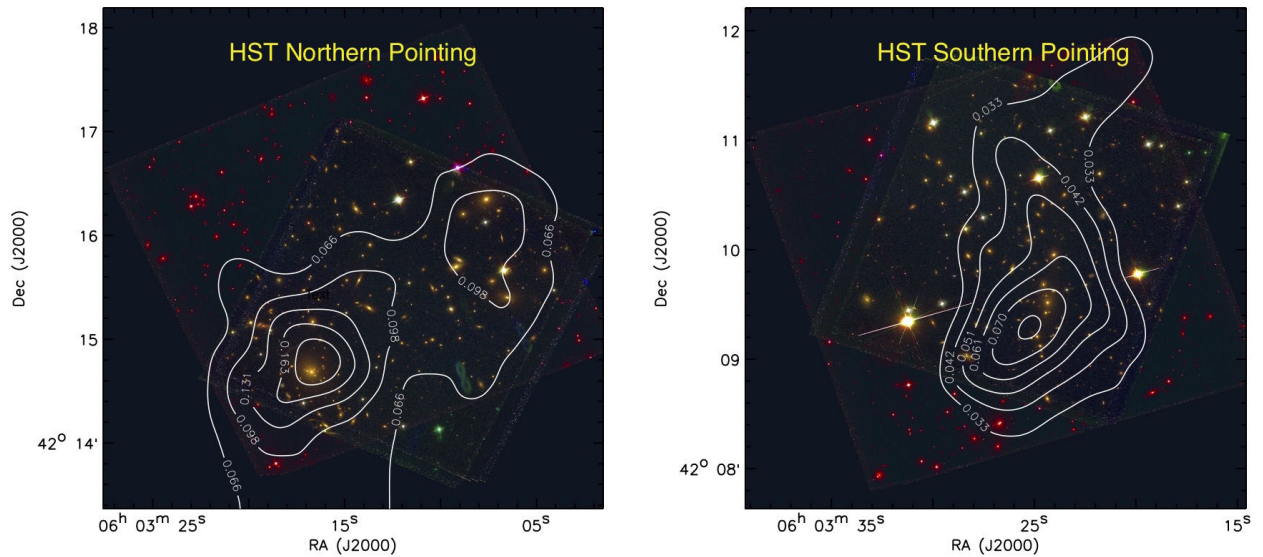 HST Northern Pointing
18
17
16
15
42° 14'
Dec (J2000)
0.066
0.066
0.098
0.098
Text
0.163
0.131
0.098
0.066
0.066
06ʰ 03ᵐ 25ˢ
15ˢ
05ˢ
RA (J2000)
HST Southern Pointing
12
11
10
09
42° 08'
Dec (J2000)
0.033
0.033
0.042
0.070
0.061
0.051
0.042
0.033
06ʰ 03ᵐ 35ˢ
25ˢ
15ˢ
RA (J2000)